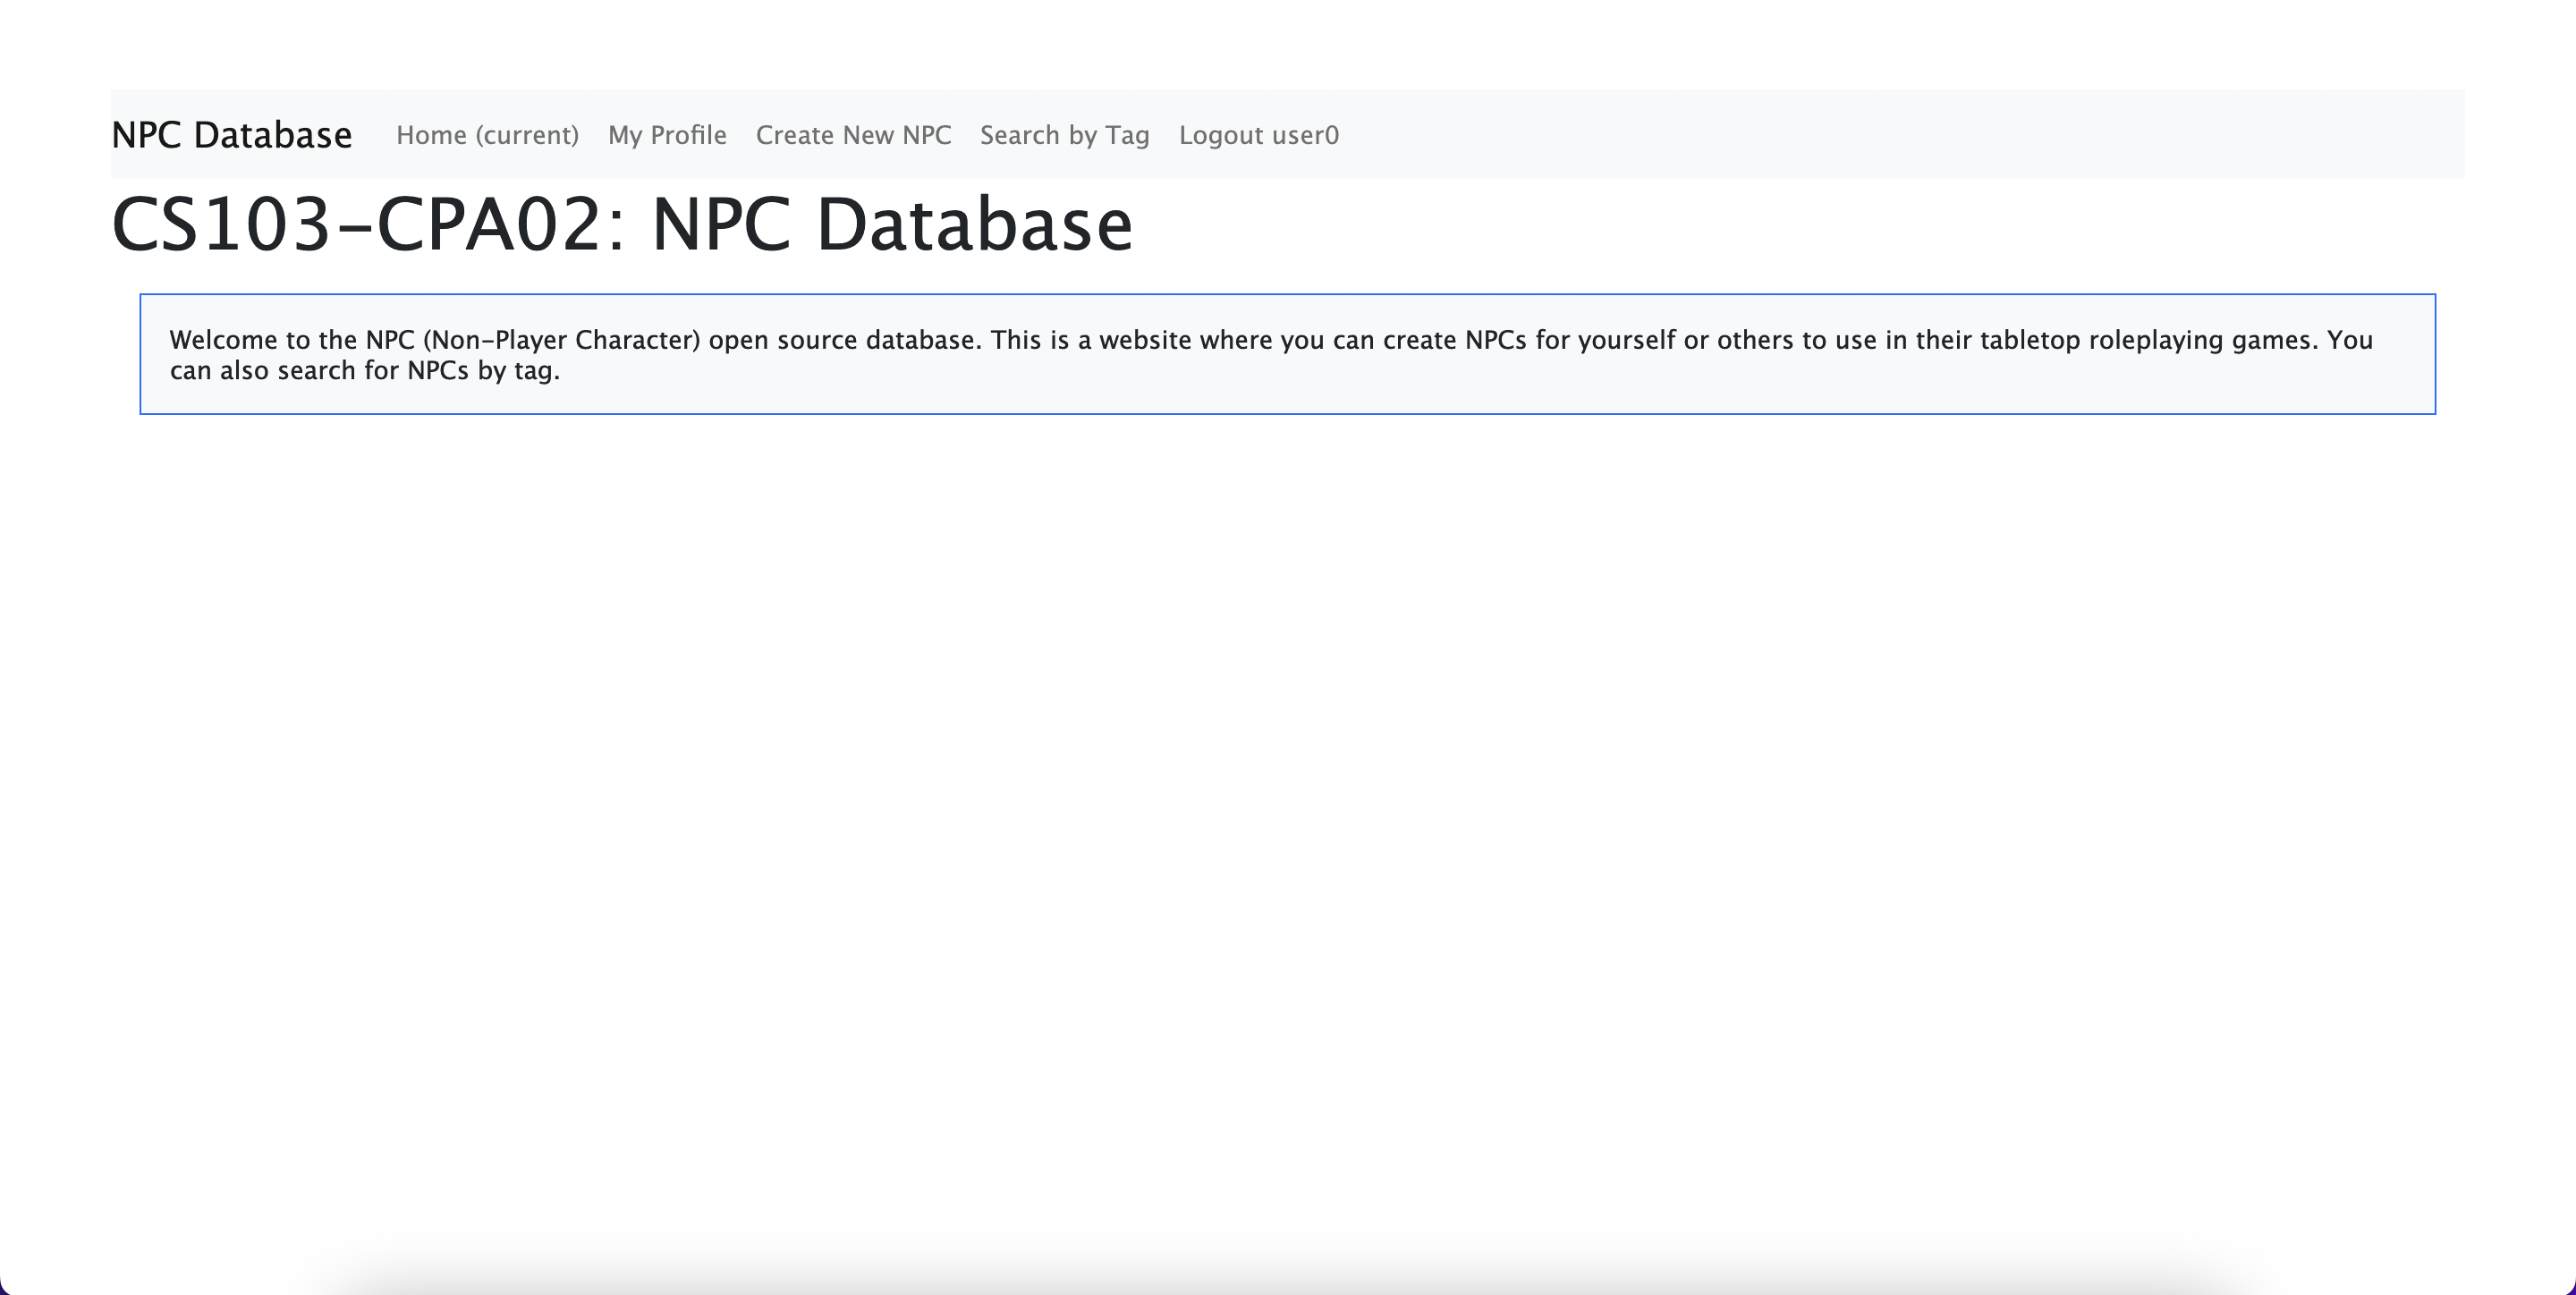 NPC Database Home (current) My Profile Create New NPC Search by Tag Logout user0
CS103-CPA02: NPC Database
Welcome to the NPC (Non-Player Character) open source database. This is a website where you can create NPCs for yourself or others to use in their tabletop roleplaying games. You
can also search for NPCs by tag.